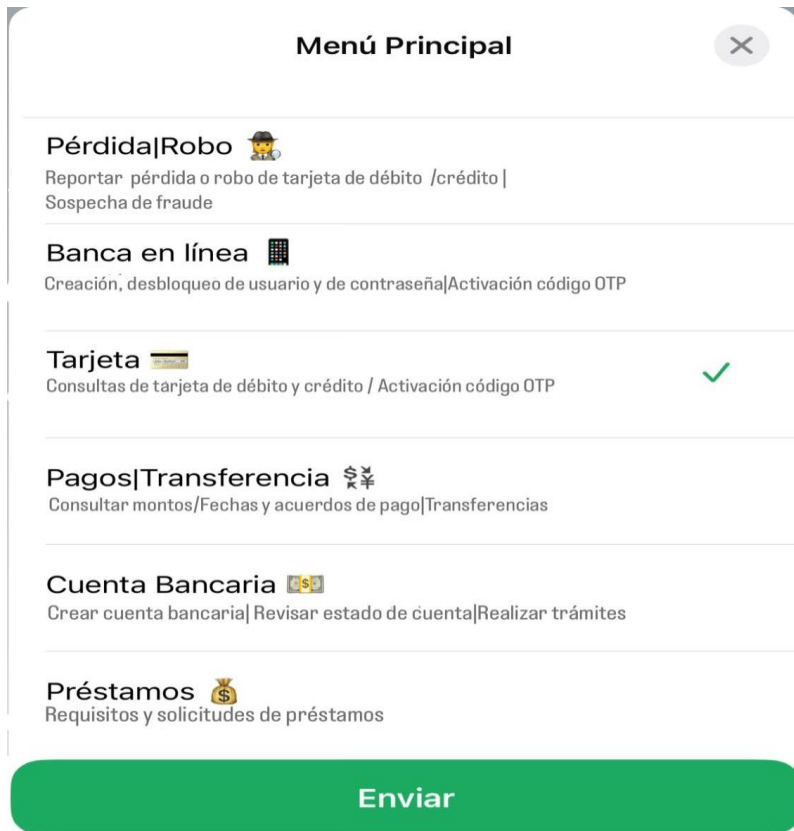 Menú Principal
Pérdida|Robo
Reportar pérdida o robo de tarjeta de débito /crédito |
Sospecha de fraude
Banca en línea
Creación, desbloqueo de usuario y de contraseña|Activación código OTP
Tarjeta
Consultas de tarjeta de débito y crédito / Activación código OTP
Pagos|Transferencia
Consultar montos/Fechas y acuerdos de pago|Transferencias
Cuenta Bancaria
Crear cuenta bancaria| Revisar estado de cuenta|Realizar trámites
Préstamos
Requisitos y solicitudes de préstamos
Enviar